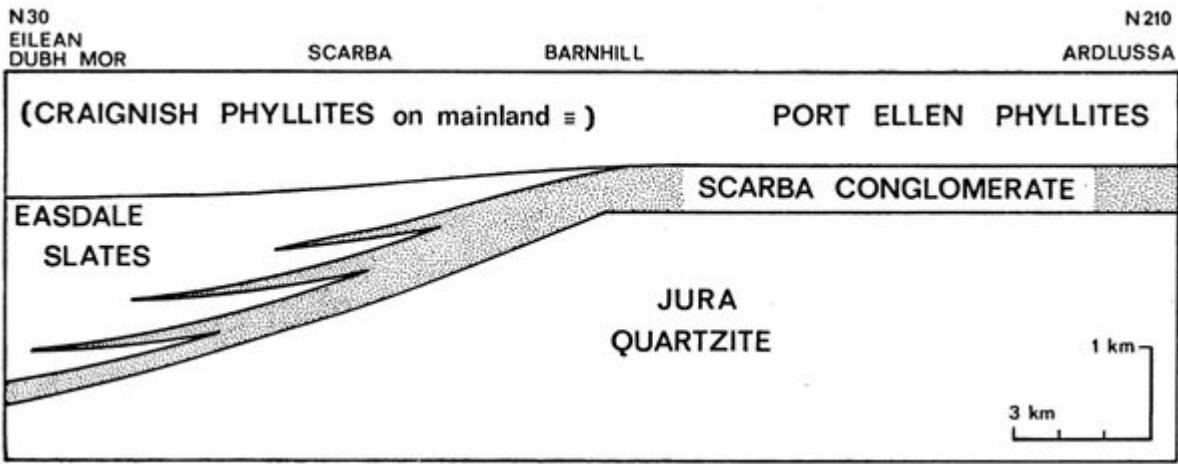 N30
EILEAN
DUBH MOR
SCARBA
BARNHILL
N210
ARDLUSSA
(CRAIGNISH PHYLLITES on mainland ≡ )
PORT ELLEN PHYLLITES
EASDALE
SLATES
SCARBA CONGLOMERATE
JURA
QUARTZITE
1 km
3 km